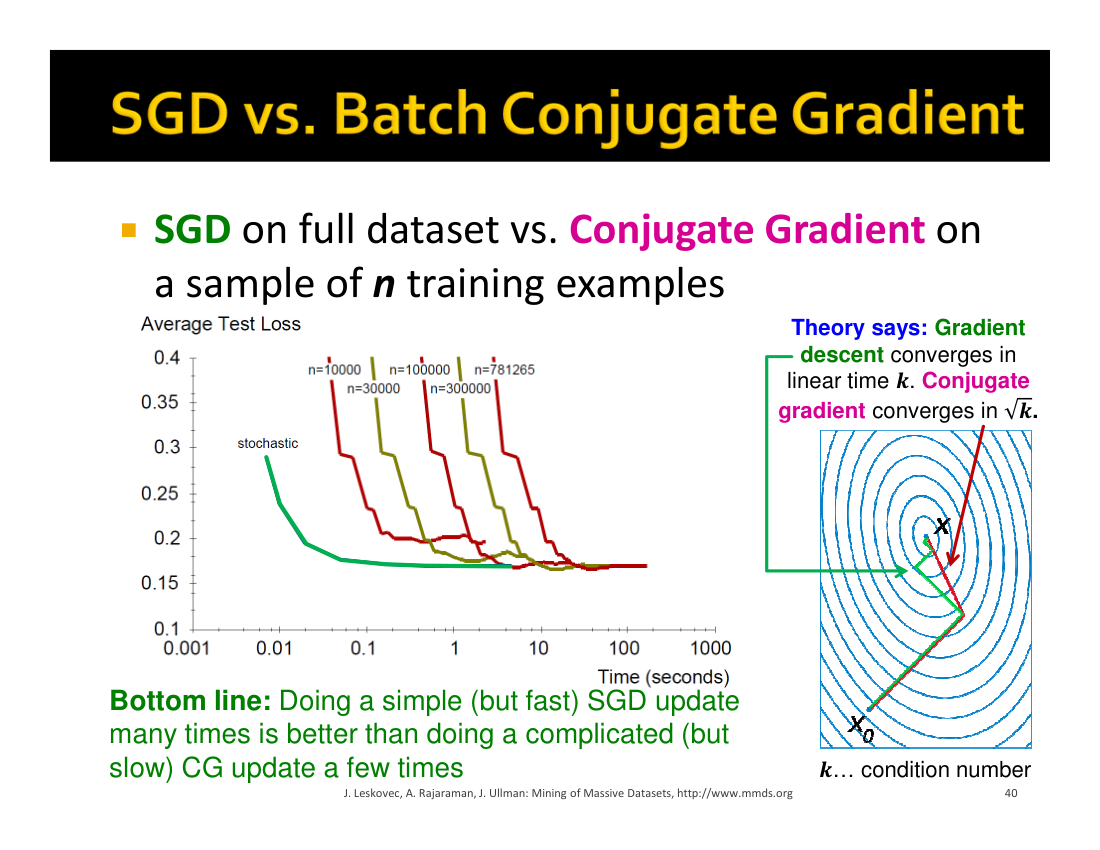 SGD vs. Batch Conjugate Gradient
SGD on full dataset vs. Conjugate Gradient on
a sample of n training examples
Average Test Loss
0.4
0.35
0.3
0.25
0.2
0.15
0.1
n=10000
n=30000
n=100000
n=300000
n=781265
stochastic
0.001 0.01 0.1 1 10 100 1000
Time (seconds)
Theory says: Gradient
descent converges in
linear time k. Conjugate
gradient converges in √k.
x
x0
k… condition number
Bottom line: Doing a simple (but fast) SGD update
many times is better than doing a complicated (but
slow) CG update a few times
J. Leskovec, A. Rajaraman, J. Ullman: Mining of Massive Datasets, http://www.mmds.org
40